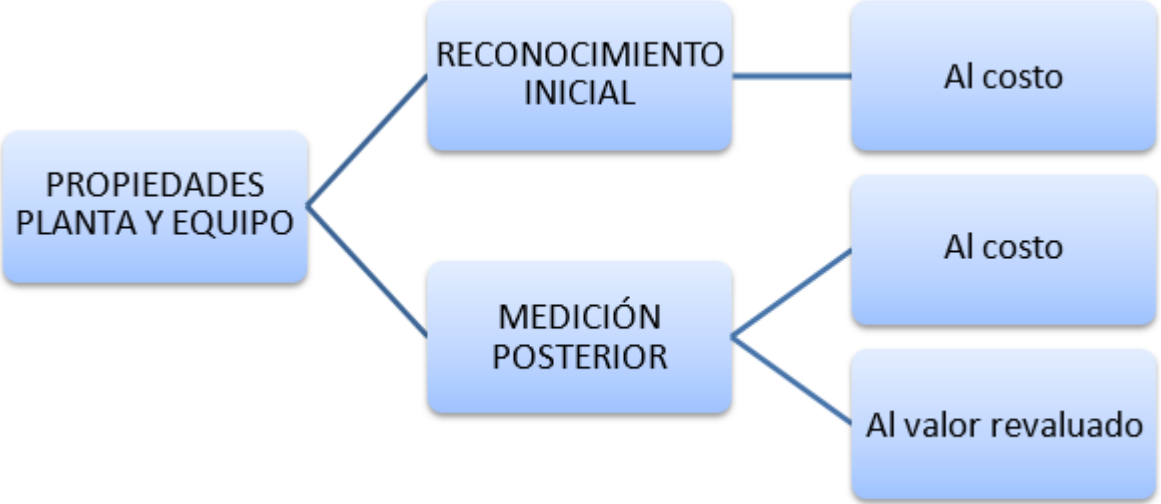 PROPIEDADES
PLANTA Y EQUIPO
RECONOCIMIENTO
INICIAL
Al costo
MEDICIÓN
POSTERIOR
Al costo
Al valor revaluado